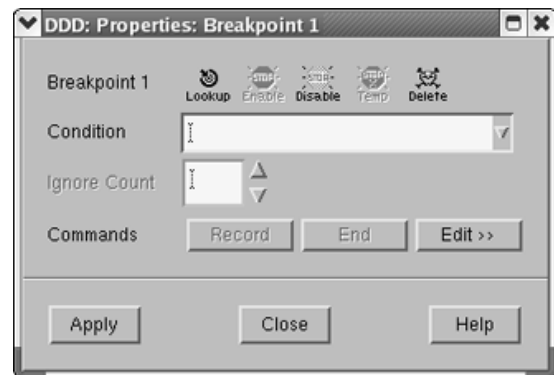 DDD: Properties: Breakpoint 1
Breakpoint 1
Lookup Enable Disable Temp Delete
Condition
Ignore Count
Commands Record End Edit >>
Apply Close Help